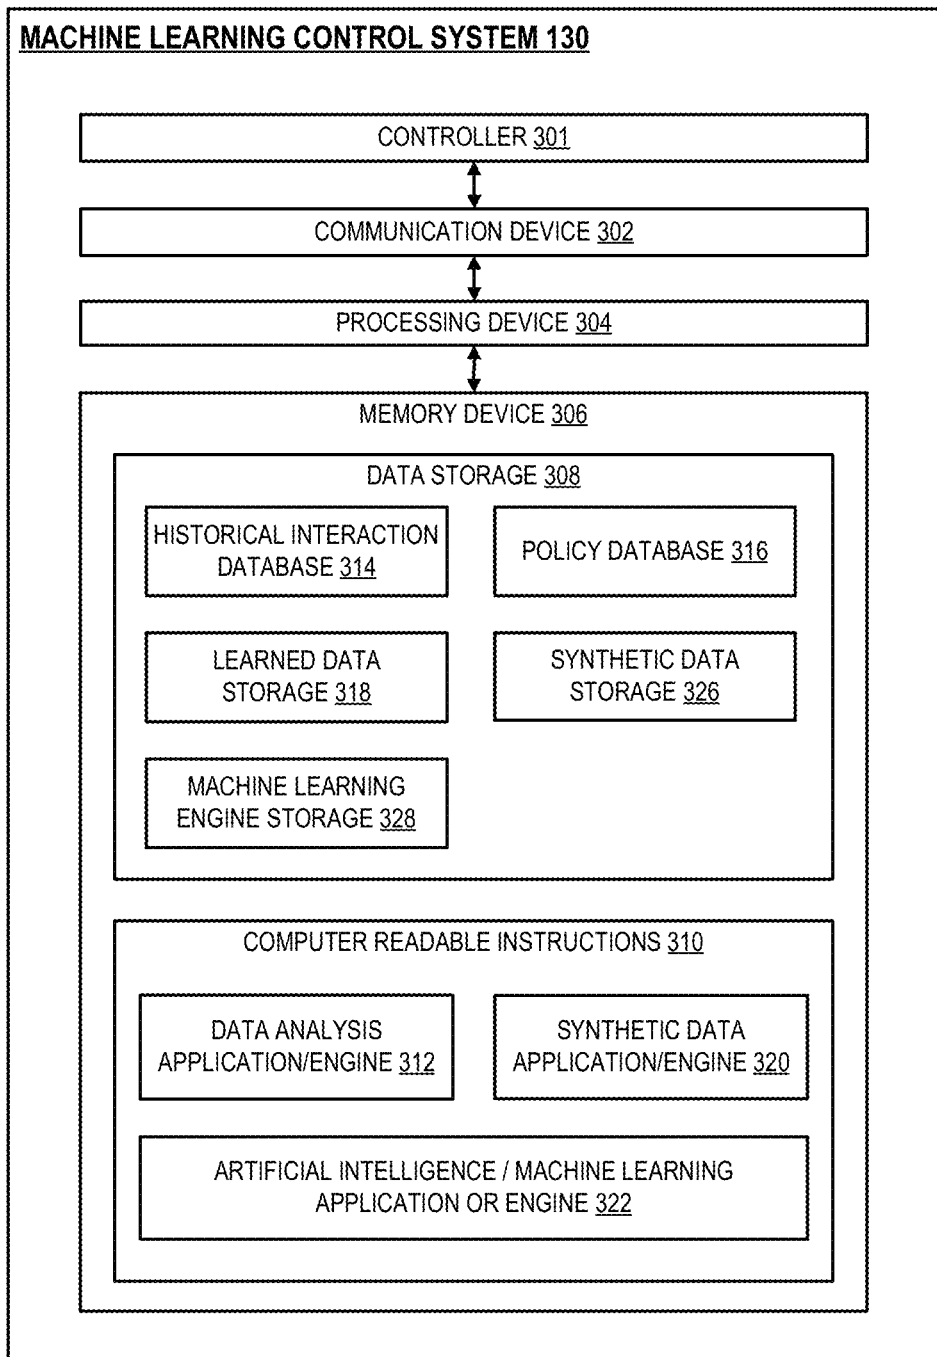 MACHINE LEARNING CONTROL SYSTEM 130
CONTROLLER 301
COMMUNICATION DEVICE 302
PROCESSING DEVICE 304
MEMORY DEVICE 306
DATA STORAGE 308
HISTORICAL INTERACTION
DATABASE 314
POLICY DATABASE 316
LEARNED DATA
STORAGE 318
SYNTHETIC DATA
STORAGE 326
MACHINE LEARNING
ENGINE STORAGE 328
COMPUTER READABLE INSTRUCTIONS 310
DATA ANALYSIS
APPLICATION/ENGINE 312
SYNTHETIC DATA
APPLICATION/ENGINE 320
ARTIFICIAL INTELLIGENCE / MACHINE LEARNING
APPLICATION OR ENGINE 322